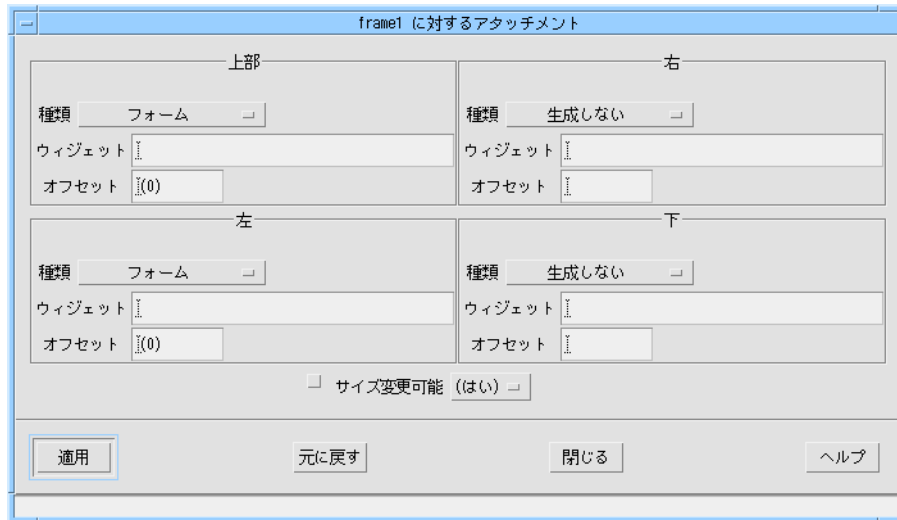 frame1 に対するアタッチメント
上部
種類 フォーム
ウィジェット
オフセット (0)
右
種類 生成しない
ウィジェット
オフセット
左
種類 フォーム
ウィジェット
オフセット (0)
下
種類 生成しない
ウィジェット
オフセット
サイズ変更可能 (はい)
適用 元に戻す 閉じる ヘルプ